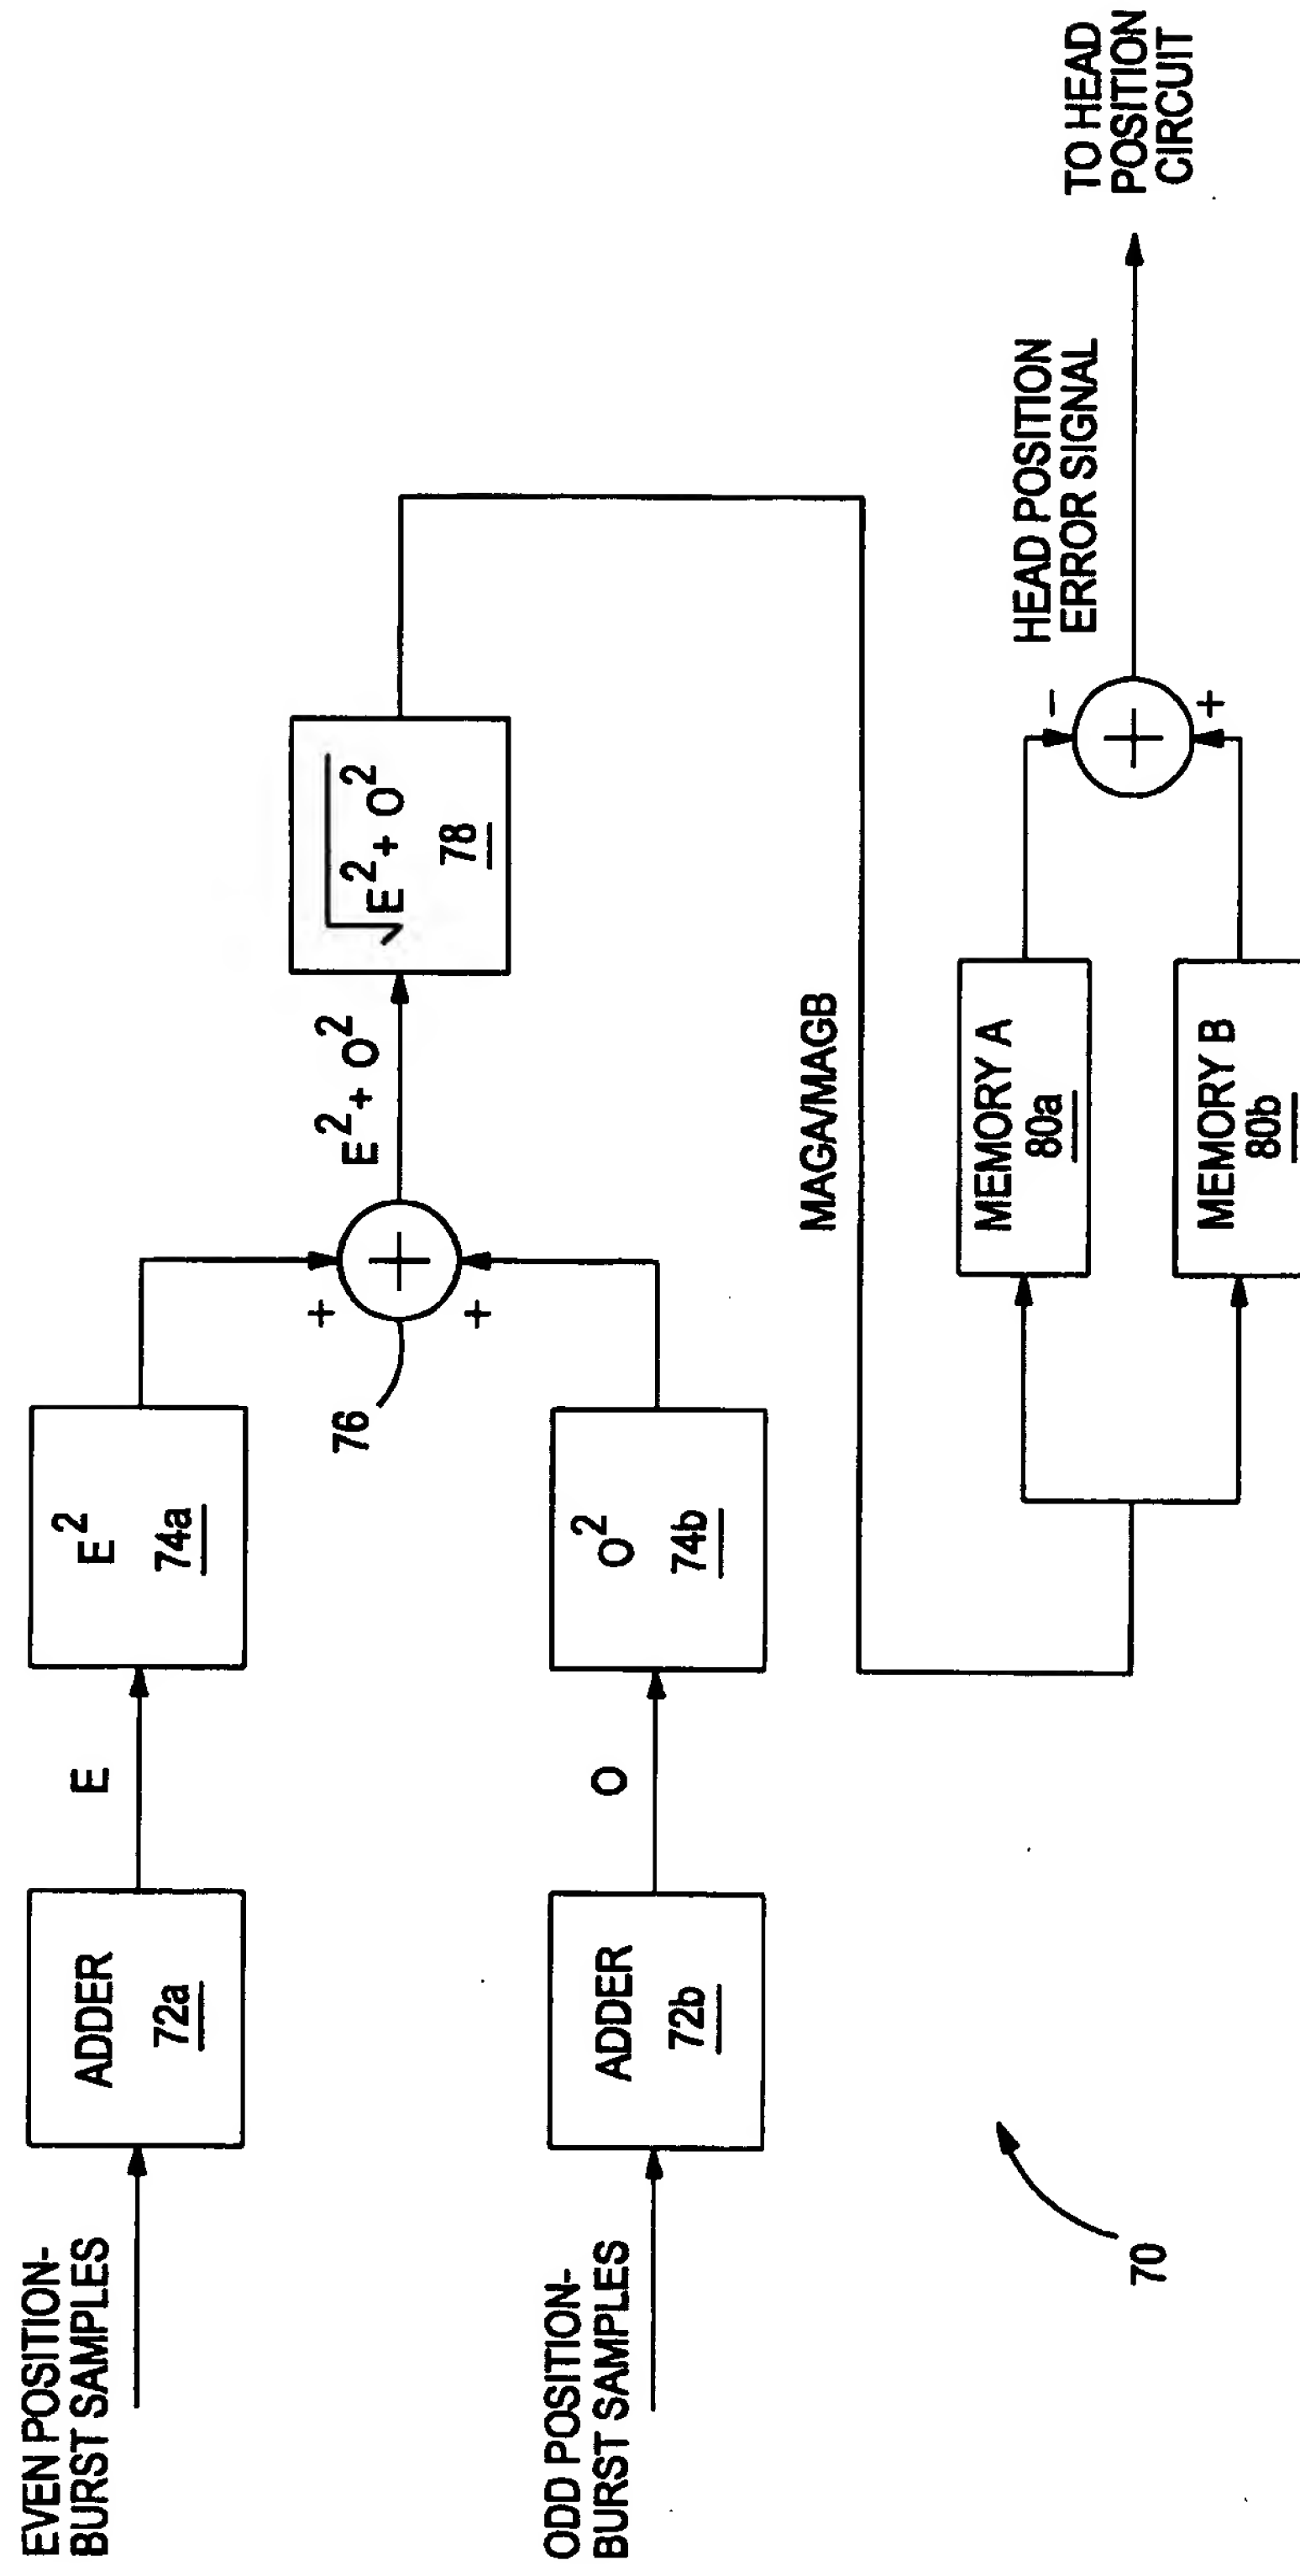 EVEN POSITION-
BURST SAMPLES
ADDER
72a
E
E²
74a
ODD POSITION-
BURST SAMPLES
ADDER
72b
O
O²
74b
+
+
+
76
E² + O²
√E² + O²
78
MAGA/MAGB
MEMORY A
80a
MEMORY B
80b
-
+
+
HEAD POSITION
ERROR SIGNAL
TO HEAD
POSITION
CIRCUIT
70